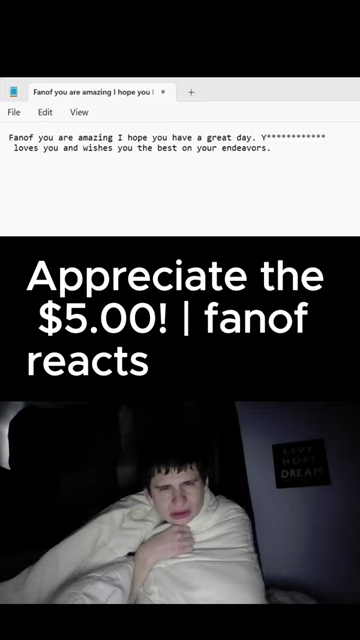 Fanof you are amazing I hope you l
File
Edit
View
Fanof you are amazing I hope you have a great day. Y************
loves you and wishes you the best on your endeavors.
Appreciate the
$5.00! | fanof
reacts
LIVE
HOPE
DREAM